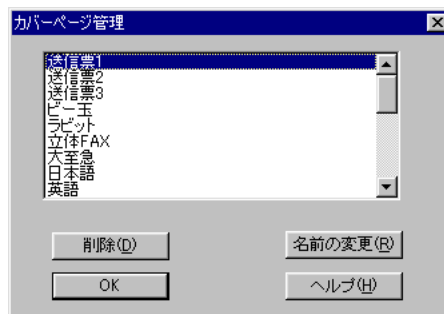 カバーページ管理
送信票1
送信票2
送信票3
ビー玉
ラビット
立体FAX
大至急
日本語
英語
削除(D)
名前の変更(R)
OK
ヘルプ(H)